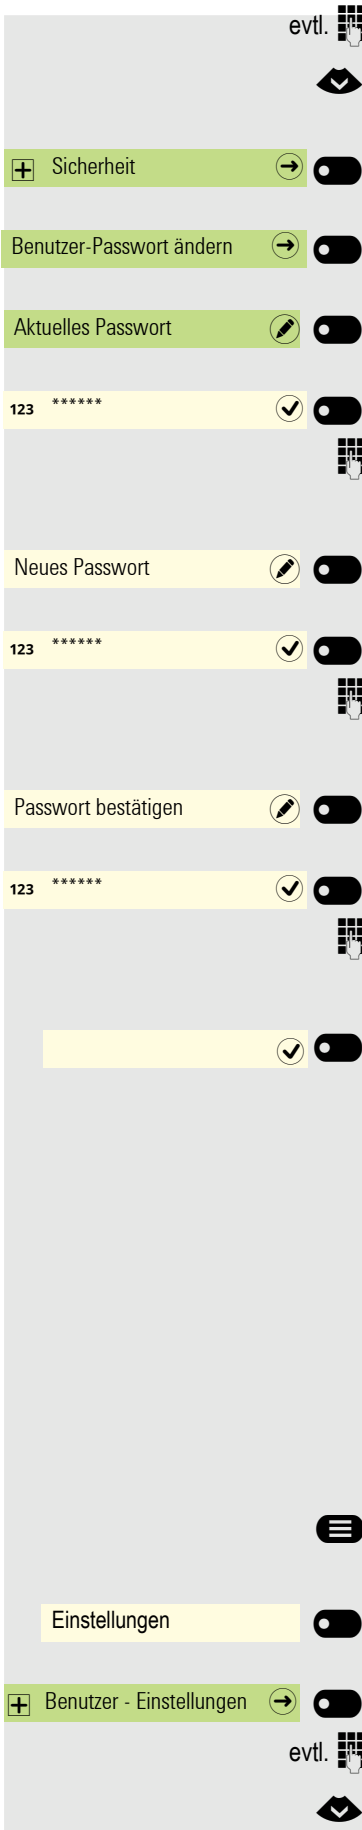 evtl.
Sicherheit
Benutzer-Passwort ändern
Aktuelles Passwort
123 ******
Neues Passwort
123 ******
Passwort bestätigen
123 ******
Einstellungen
Benutzer - Einstellungen
evtl.